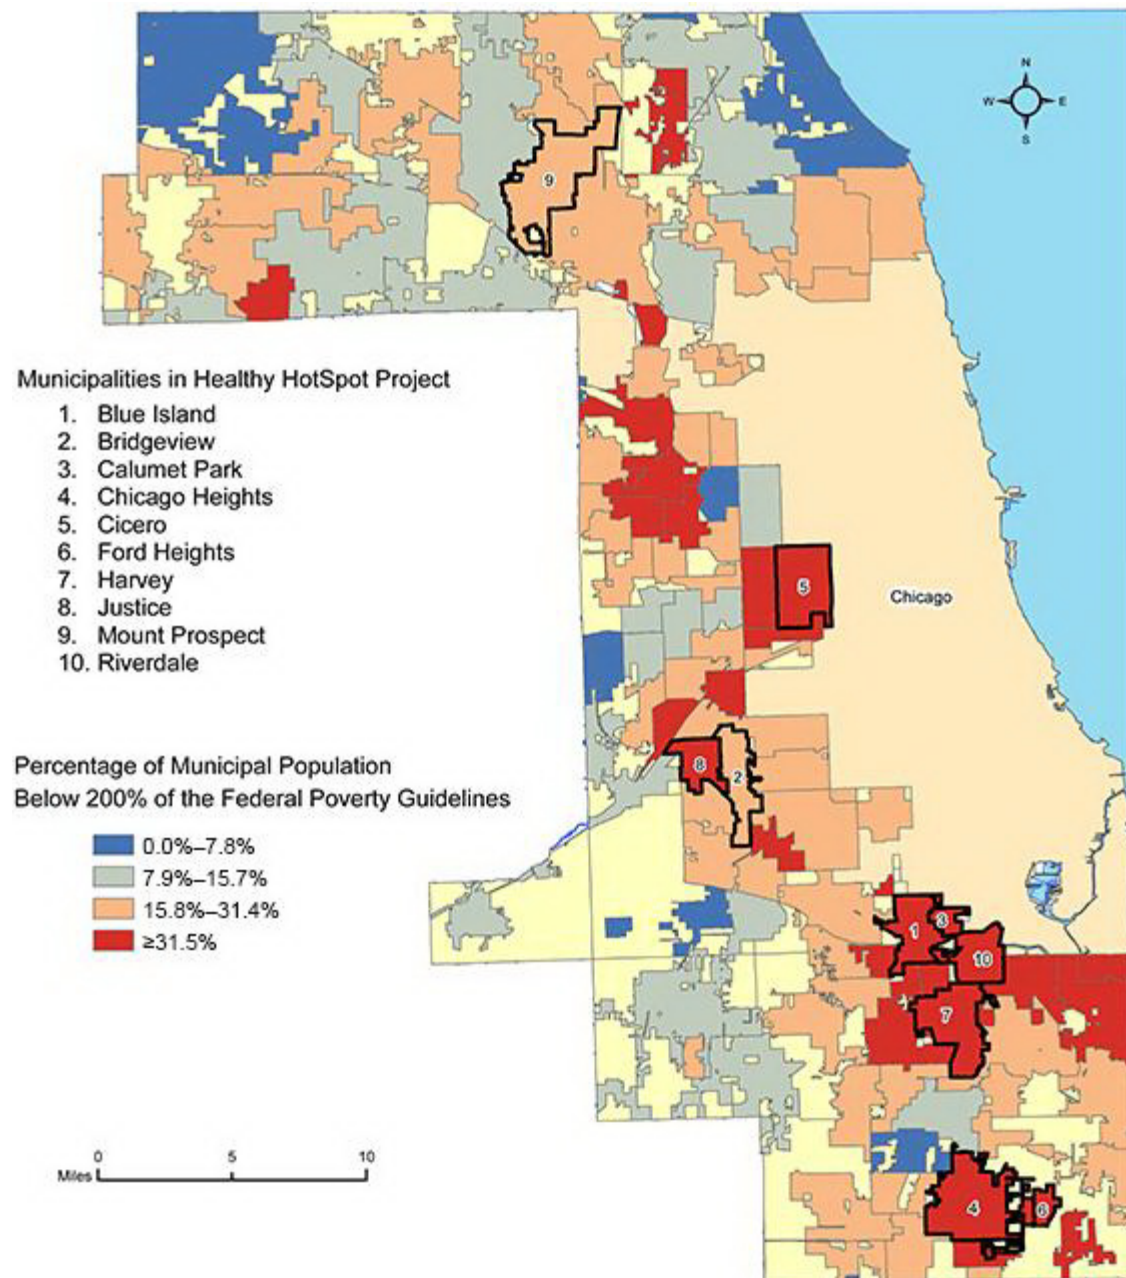 N
W E
S
9
Municipalities in Healthy HotSpot Project
1. Blue Island
2. Bridgeview
3. Calumet Park
4. Chicago Heights
5. Cicero
6. Ford Heights
7. Harvey
8. Justice
9. Mount Prospect
10. Riverdale
5
Chicago
Percentage of Municipal Population
Below 200% of the Federal Poverty Guidelines
0.0%–7.8%
7.9%–15.7%
15.8%–31.4%
≥31.5%
8
2
1
3
10
7
0 5 10
Miles
4
6